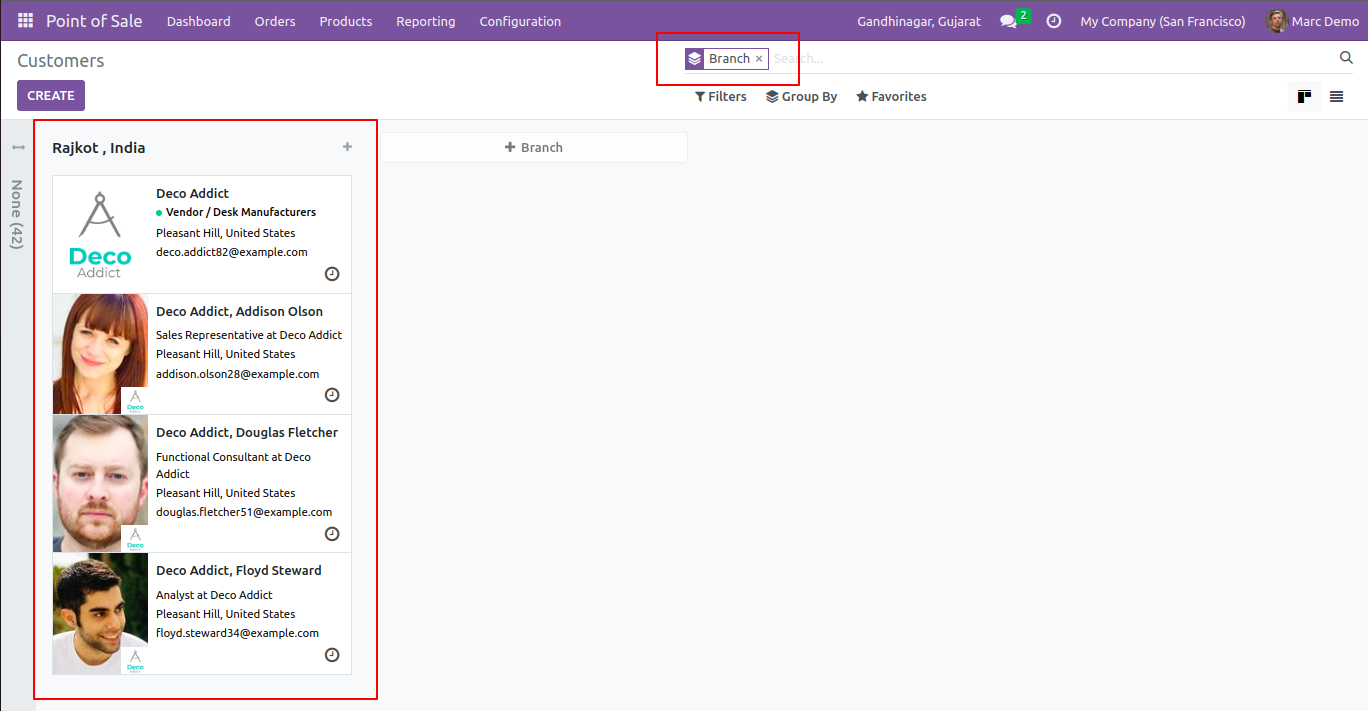 Point of Sale Dashboard Orders Products Reporting Configuration Gandhinagar, Gujarat 2 My Company (San Francisco) Marc Demo
Customers
Branch × Search...
CREATE
Filters Group By Favorites
None (42)
Rajkot , India +
+ Branch
Deco
Addict
Deco Addict
Vendor / Desk Manufacturers
Pleasant Hill, United States
deco.addict82@example.com
Deco Addict, Addison Olson
Sales Representative at Deco Addict
Pleasant Hill, United States
addison.olson28@example.com
Deco
Deco Addict, Douglas Fletcher
Functional Consultant at Deco
Addict
Pleasant Hill, United States
douglas.fletcher51@example.com
Deco
Deco Addict, Floyd Steward
Analyst at Deco Addict
Pleasant Hill, United States
floyd.steward34@example.com
Deco